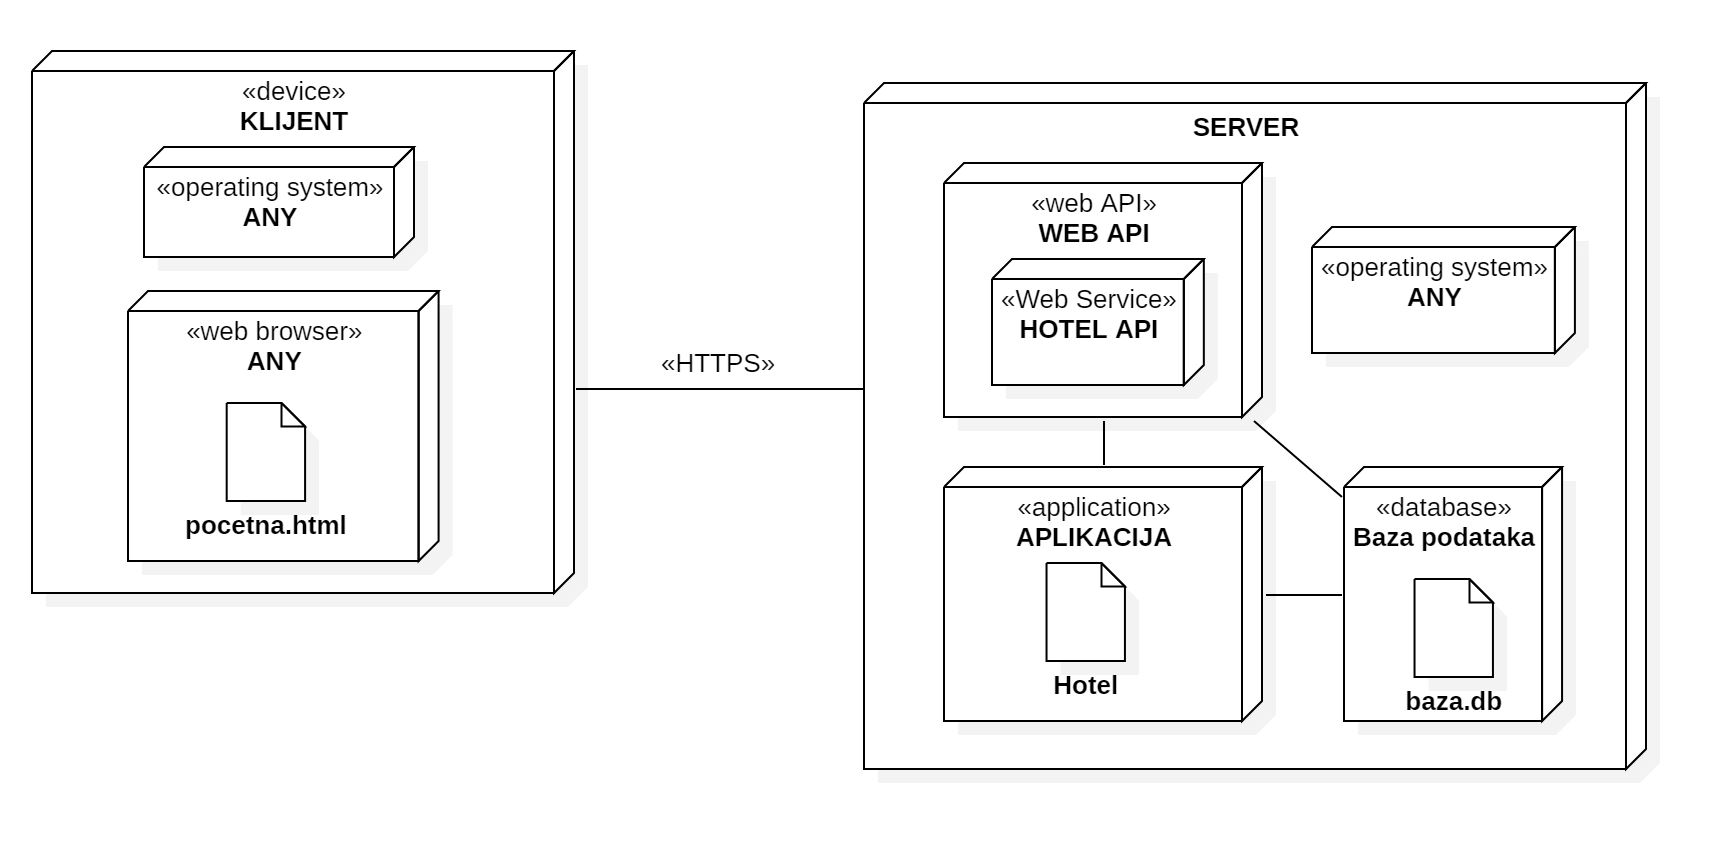 «device»
KLIJENT
«operating system»
ANY
«web browser»
ANY
pocetna.html
«HTTPS»
SERVER
«web API»
WEB API
«Web Service»
HOTEL API
«operating system»
ANY
«application»
APLIKACIJA
Hotel
«database»
Baza podataka
baza.db